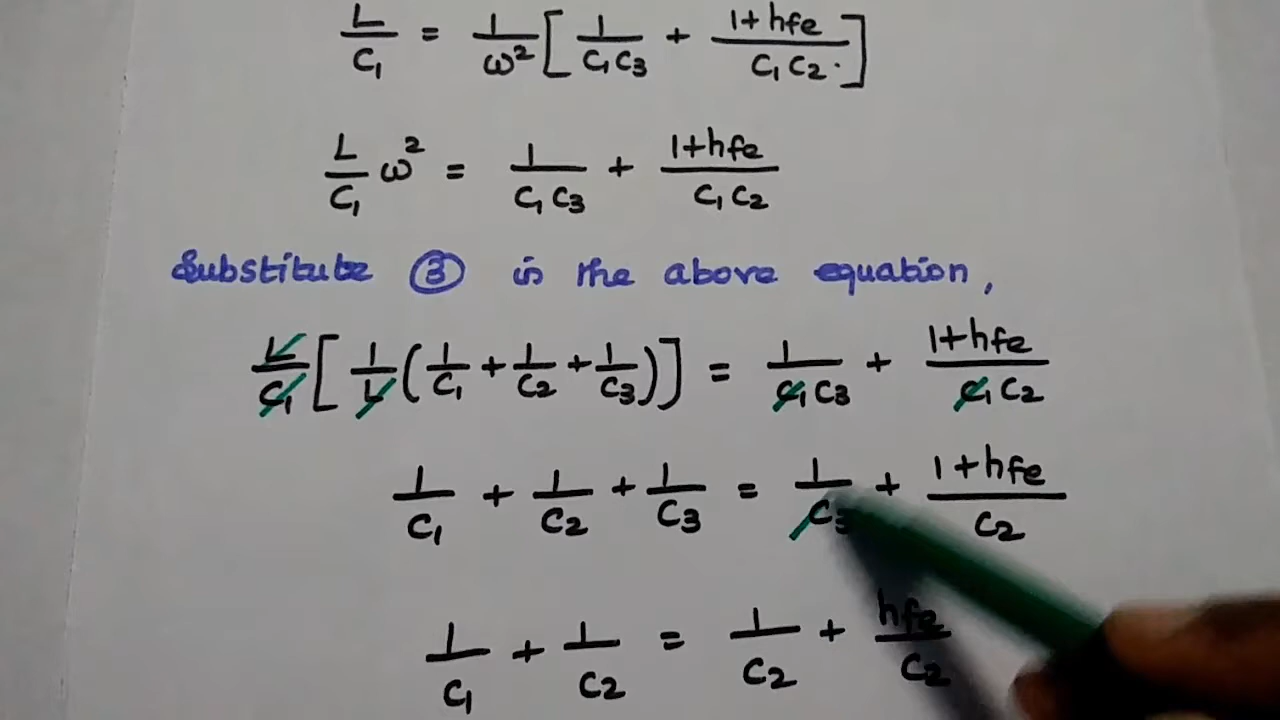 L/C1 = 1/ω² [ 1/C1C3 + 1+hfe/C1C2 ]
L/C1 ω² = 1/C1C3 + 1+hfe/C1C2
Substitute ③ in the above equation,
L/C1 [ 1/L ( 1/C1 + 1/C2 + 1/C3 ) ] = 1/C1C3 + 1+hfe/C1C2
1/C1 + 1/C2 + 1/C3 = 1/C3 + 1+hfe/C2
1/C1 + 1/C2 = 1/C2 + hfe/C2